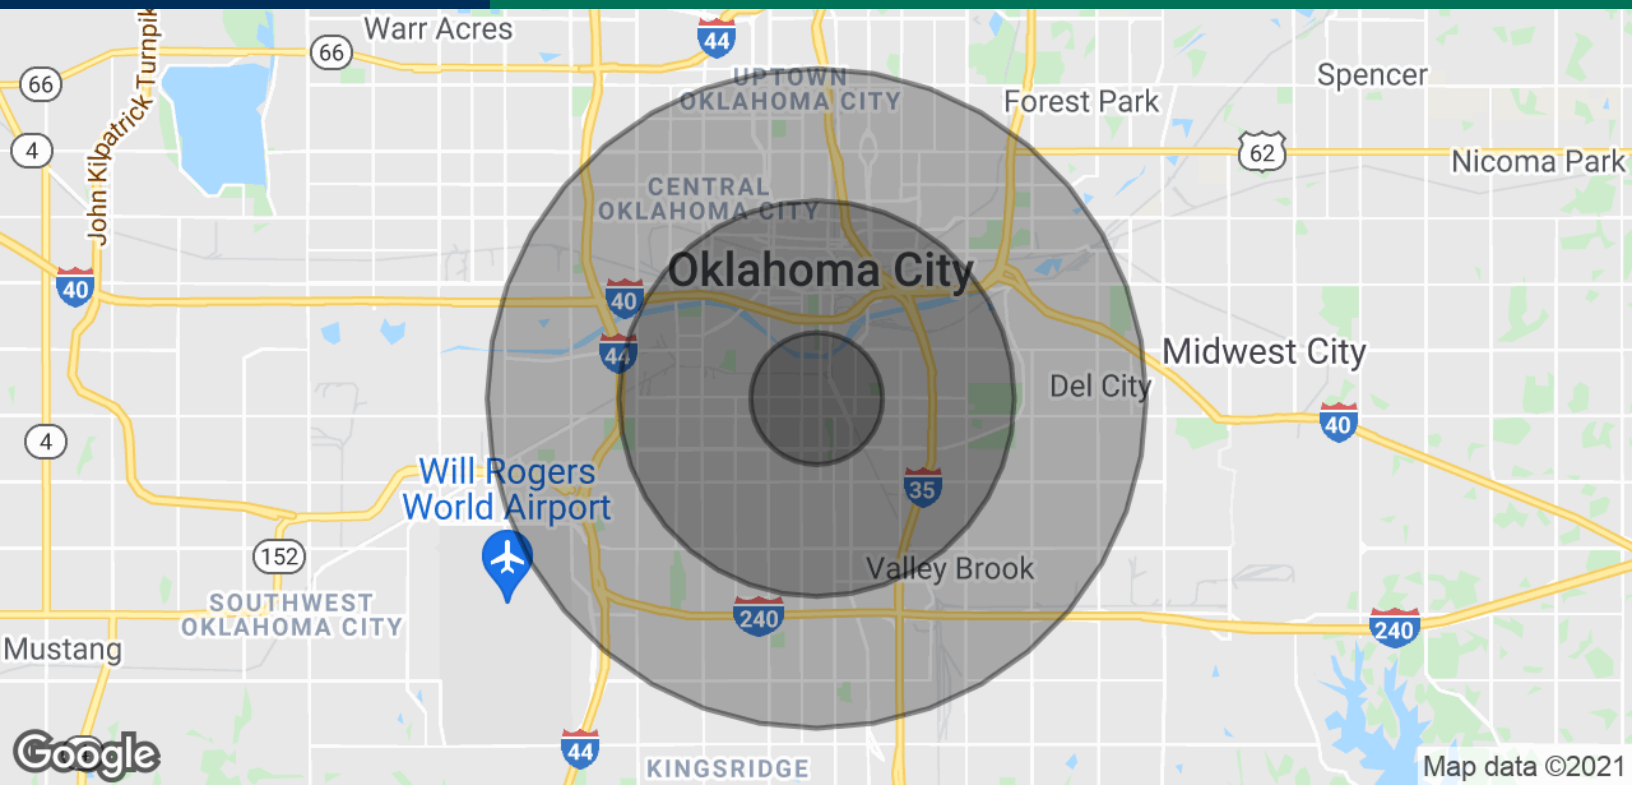 Warr Acres
66
44
66
UPTOWN
OKLAHOMA CITY
Spencer
Forest Park
John Kilpatrick Turnpik
4
62
Nicoma Park
CENTRAL
OKLAHOMA CITY
Oklahoma City
40
40
44
Midwest City
Del City
40
4
Will Rogers
World Airport
35
152
Valley Brook
SOUTHWEST
OKLAHOMA CITY
240
240
Mustang
44
KINGSRIDGE
Google
Map data ©2021